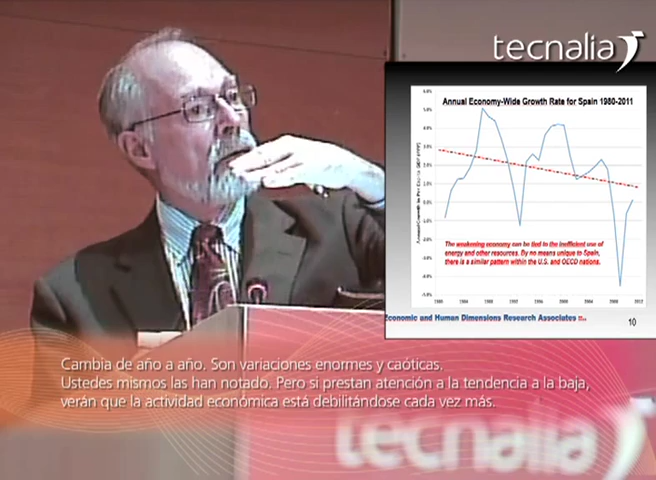 tecnalia
Annual Economy-Wide Growth Rate for Spain 1980-2011
The weakening economy can be tied to the inefficient use of
energy and other resources. By no means unique to Spain,
there is a similar pattern within the U.S. and OECD nations.
Economic and Human Dimensions Research Associates
10
Cambia de año a año. Son variaciones enormes y caóticas.
Ustedes mismos las han notado. Pero si prestan atención a la tendencia a la baja,
verán que la actividad económica está debilitándose cada vez más.
tecnalia